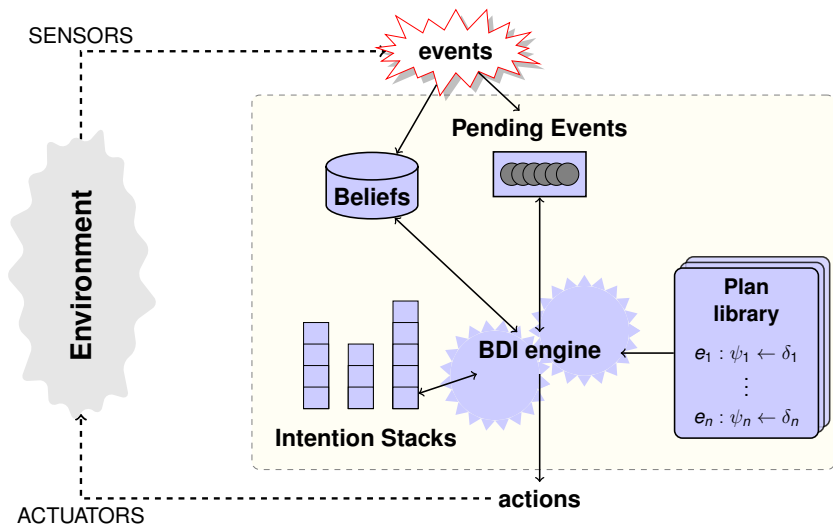 SENSORS
events
Pending Events
Beliefs
Environment
Plan
library
BDI engine
e₁ : ψ₁ ← δ₁
⋮
eₙ : ψₙ ← δₙ
Intention Stacks
actions
ACTUATORS